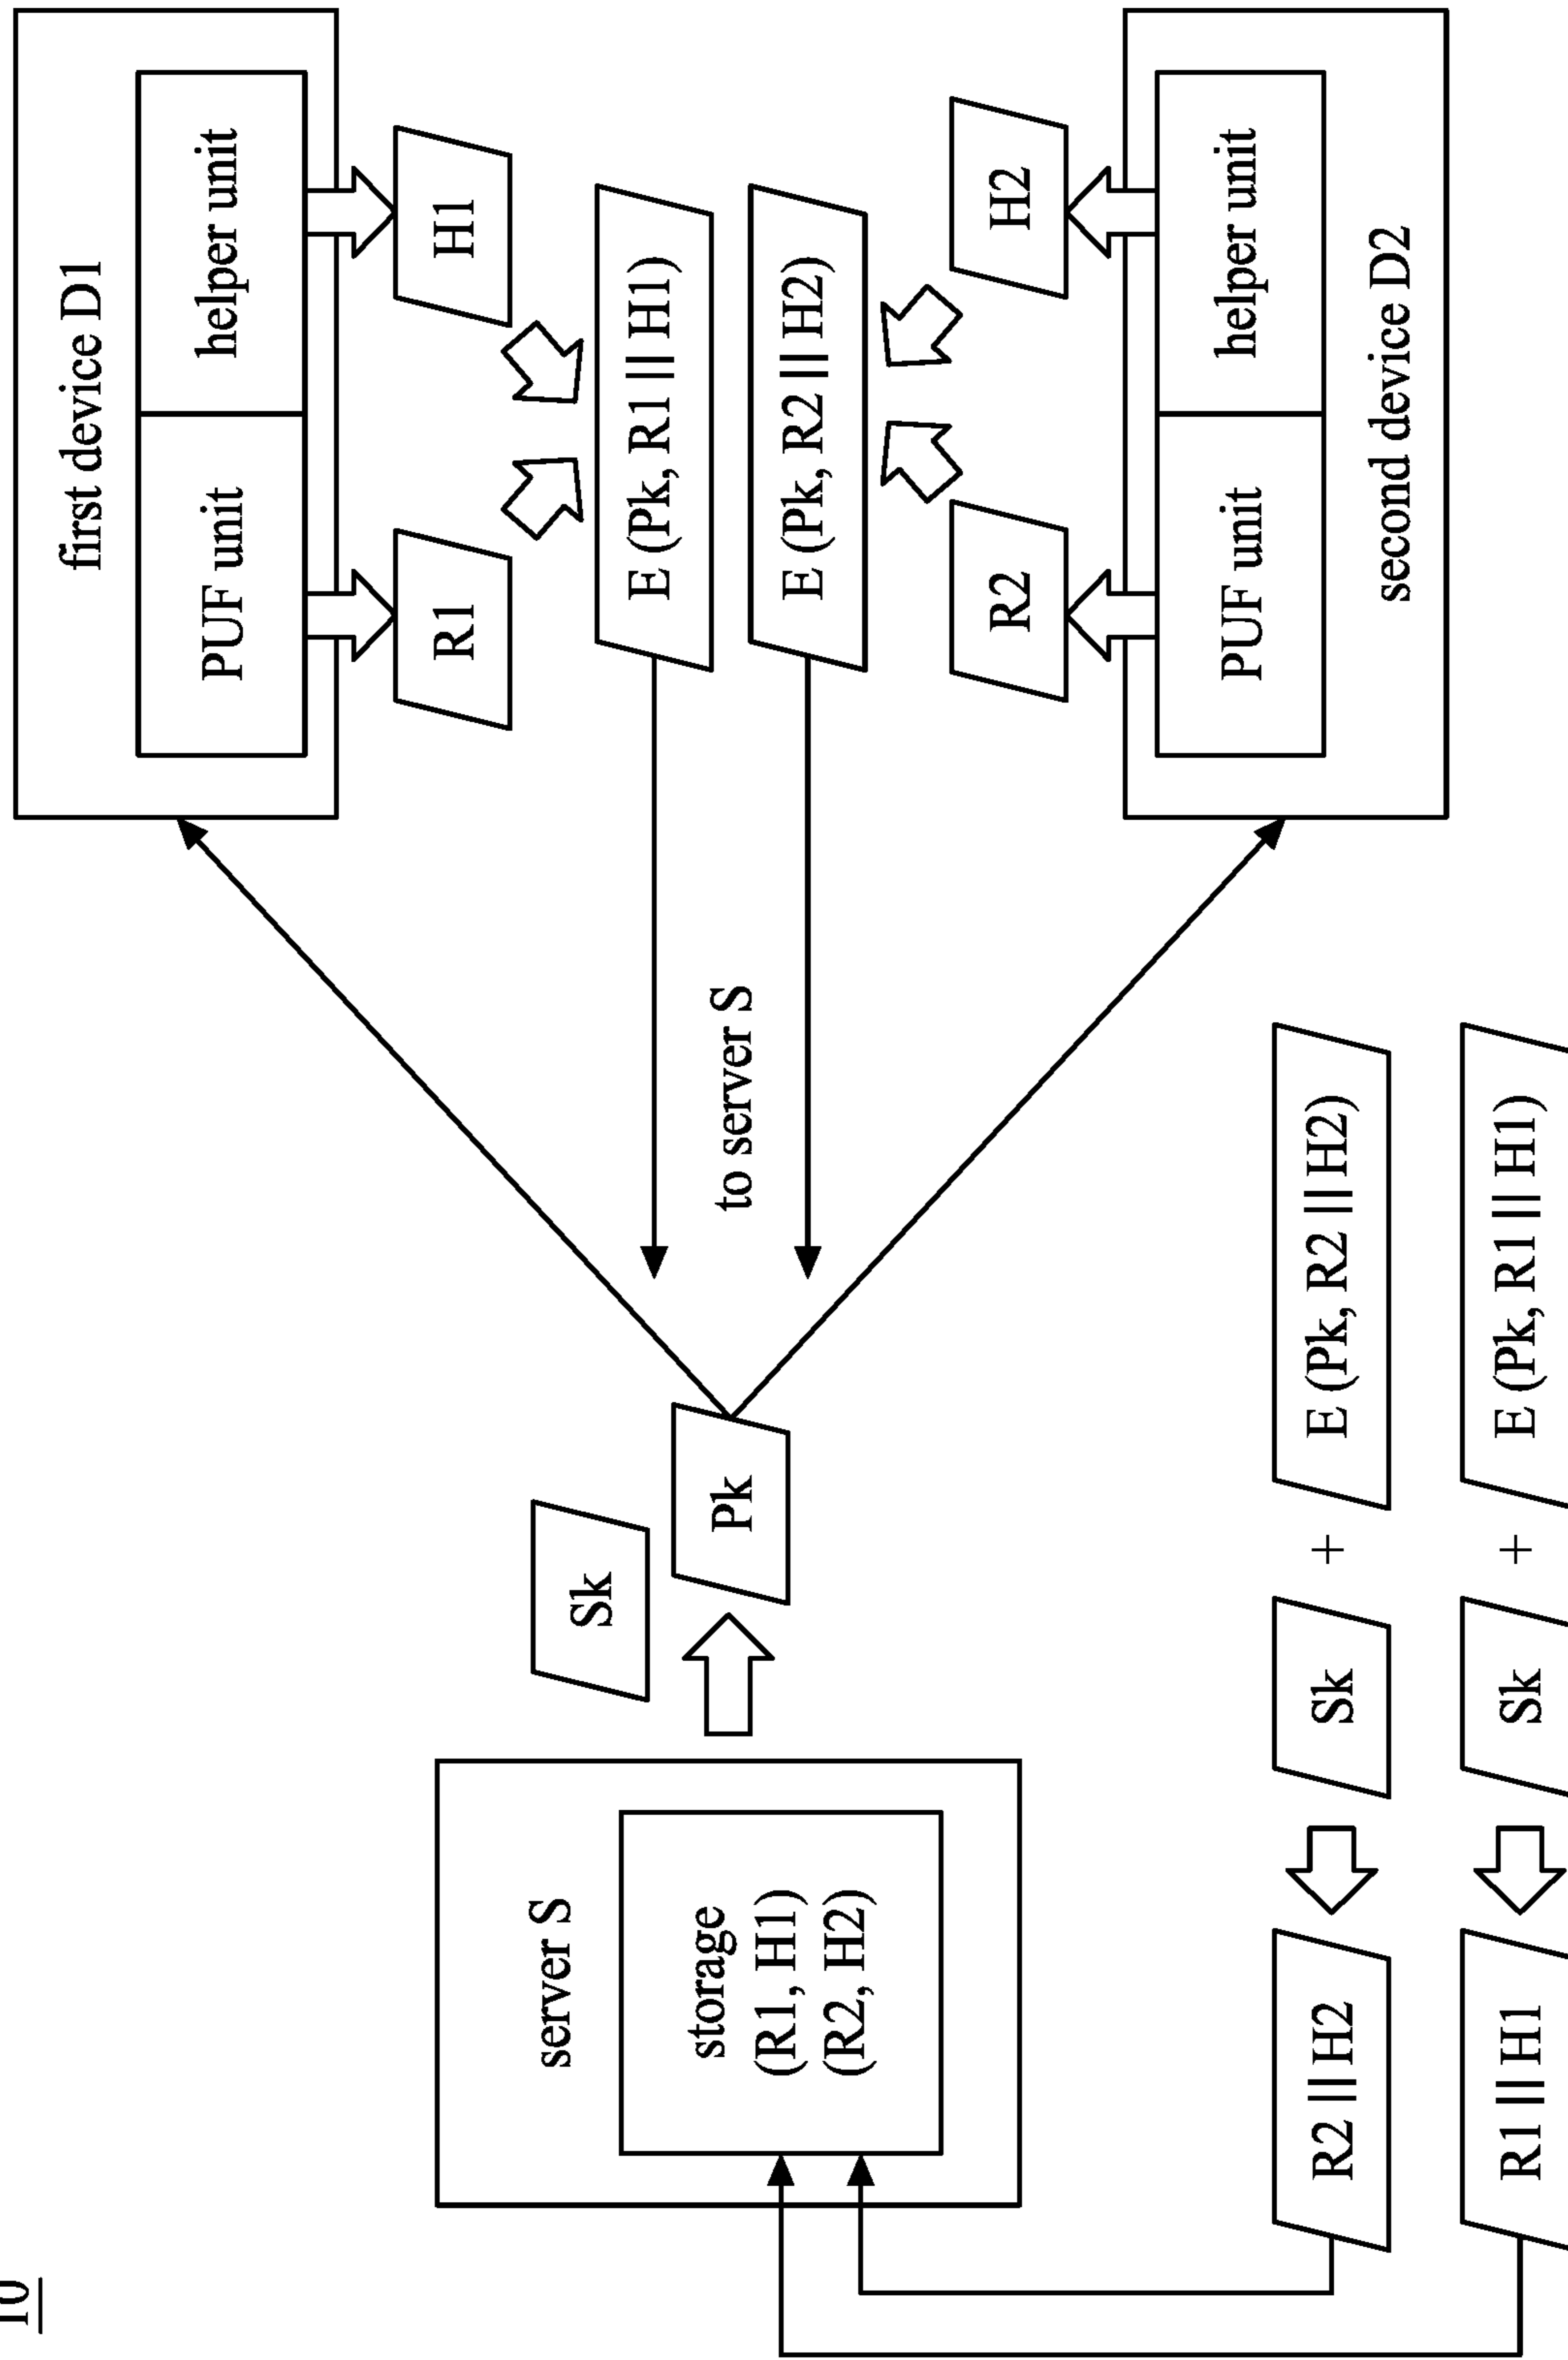 10
first device D1
PUF unit
helper unit
R1
H1
E (Pk, R1 || H1)
to server S
E (Pk, R2 || H2)
R2
H2
PUF unit
helper unit
second device D2
server S
storage
(R1, H1)
(R2, H2)
Sk
Pk
R2 || H2
Sk
+
E (Pk, R2 || H2)
R1 || H1
Sk
+
E (Pk, R1 || H1)